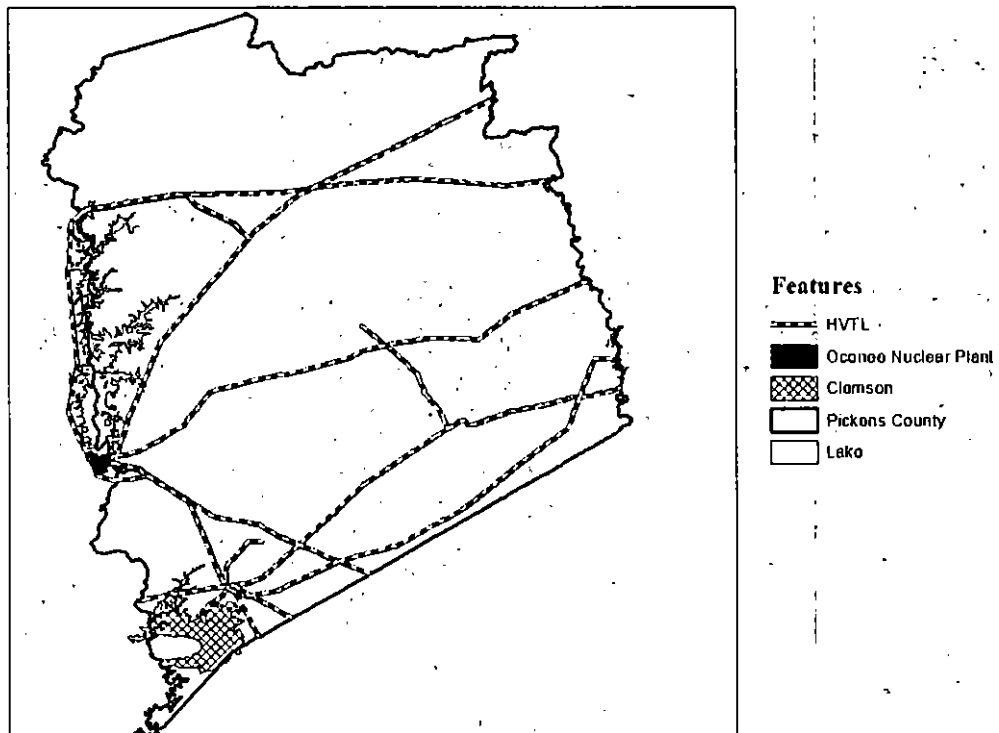 Features
HVTL
Oconoo Nuclear Plant
Clomson
Pickons County
Lako